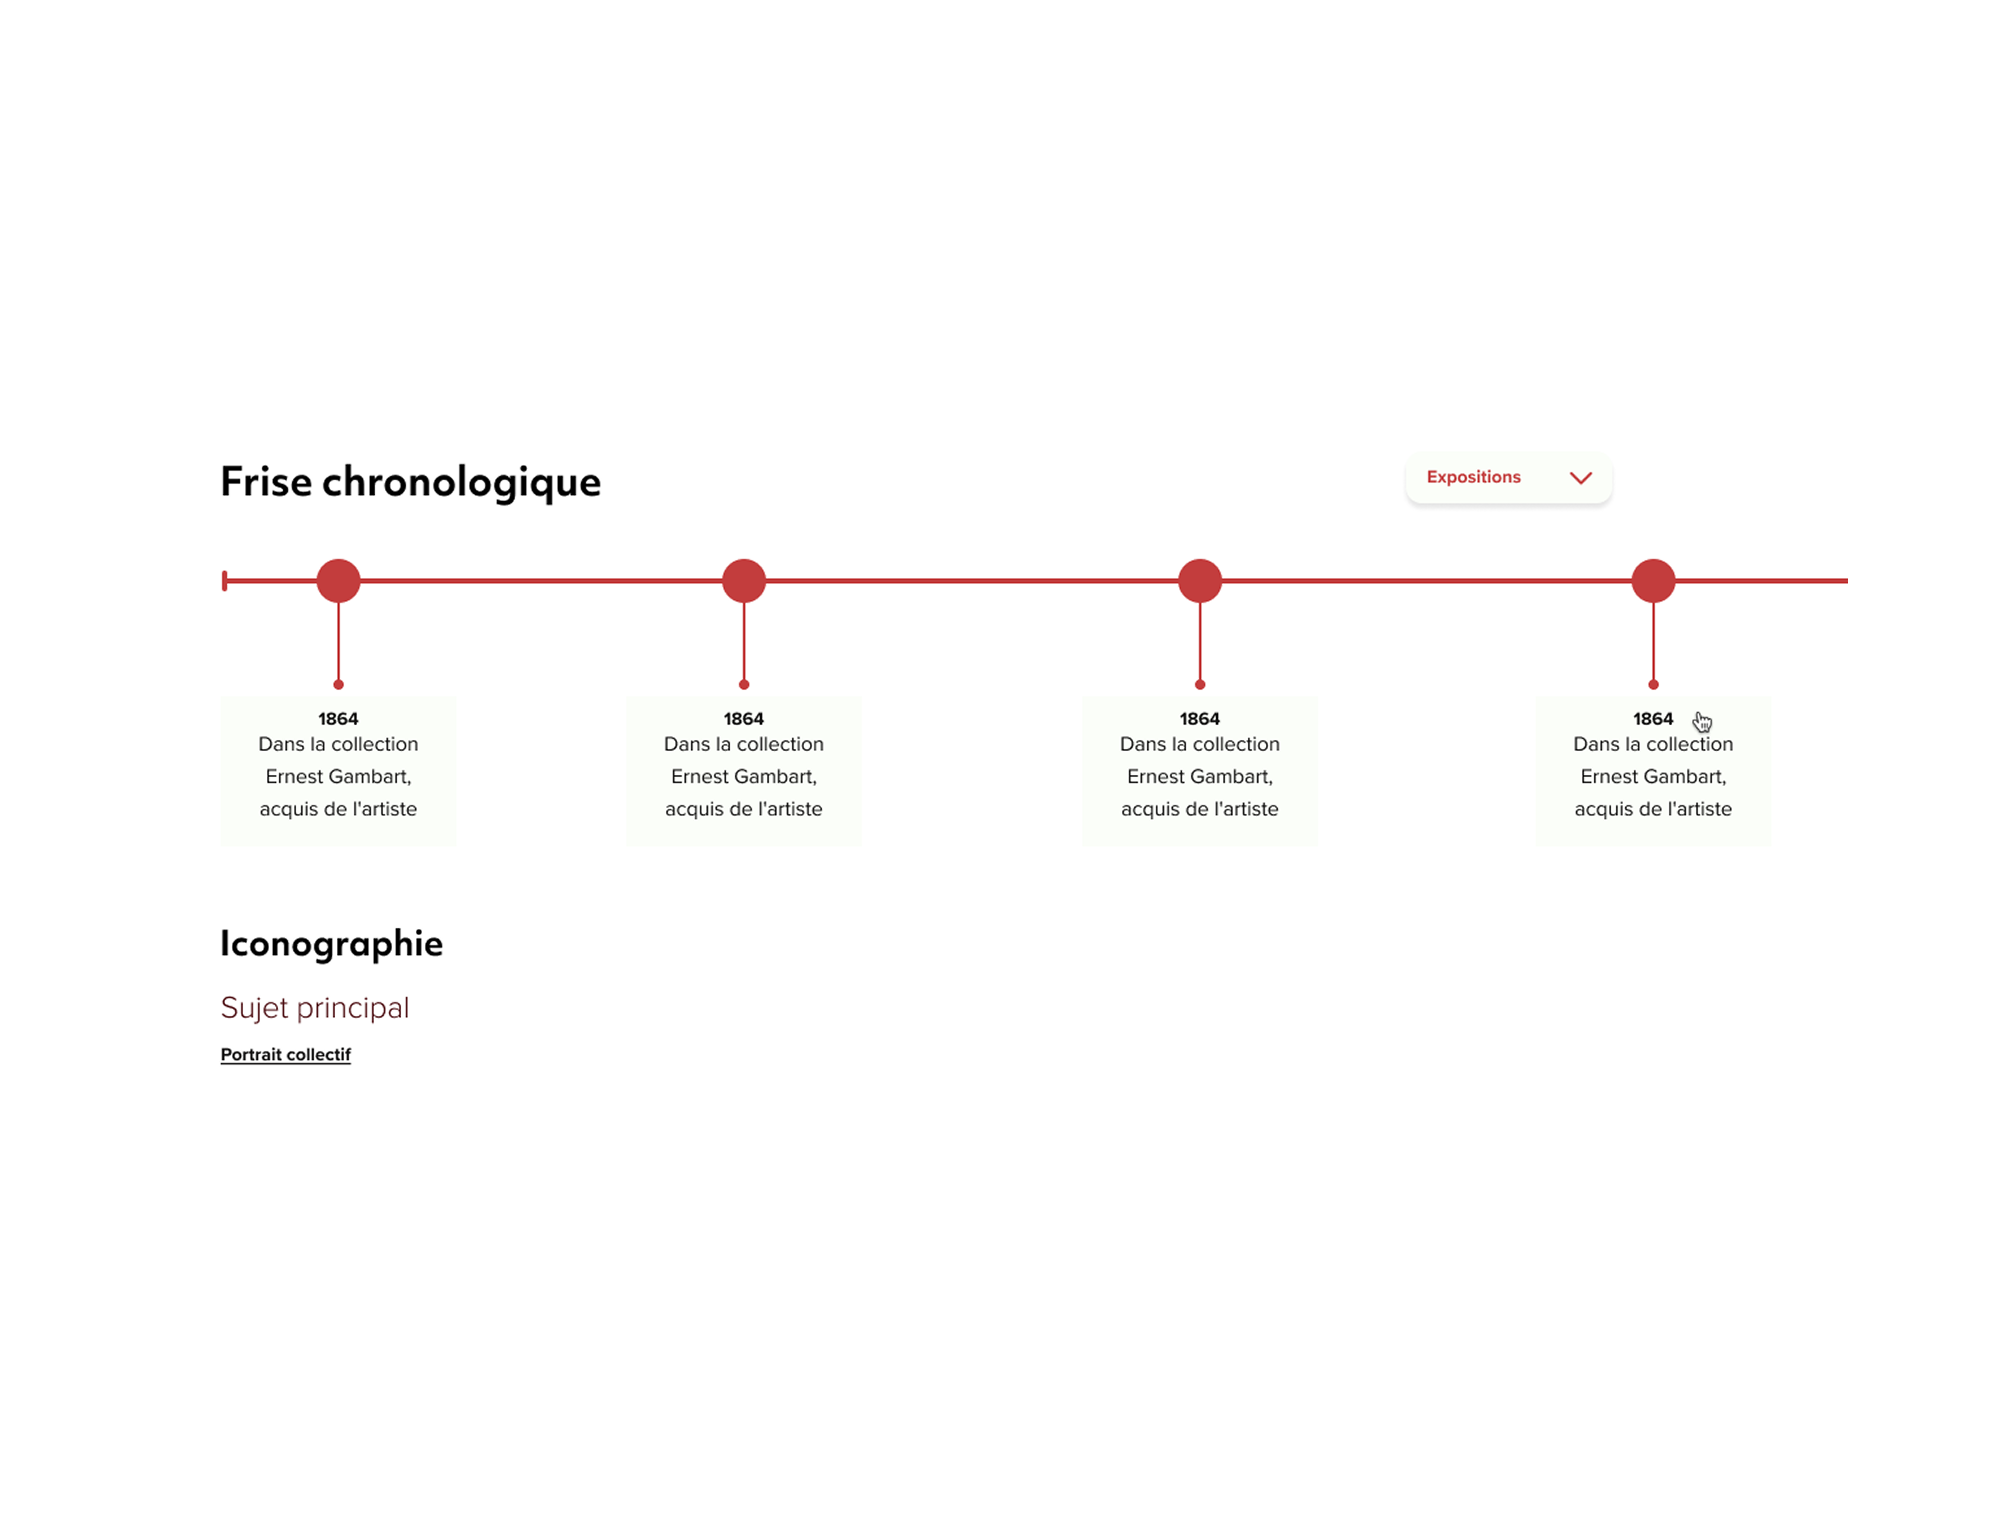 Frise chronologique
Expositions
1864
Dans la collection
Ernest Gambart,
acquis de l'artiste
1864
Dans la collection
Ernest Gambart,
acquis de l'artiste
1864
Dans la collection
Ernest Gambart,
acquis de l'artiste
1864
Dans la collection
Ernest Gambart,
acquis de l'artiste
Iconographie
Sujet principal
Portrait collectif